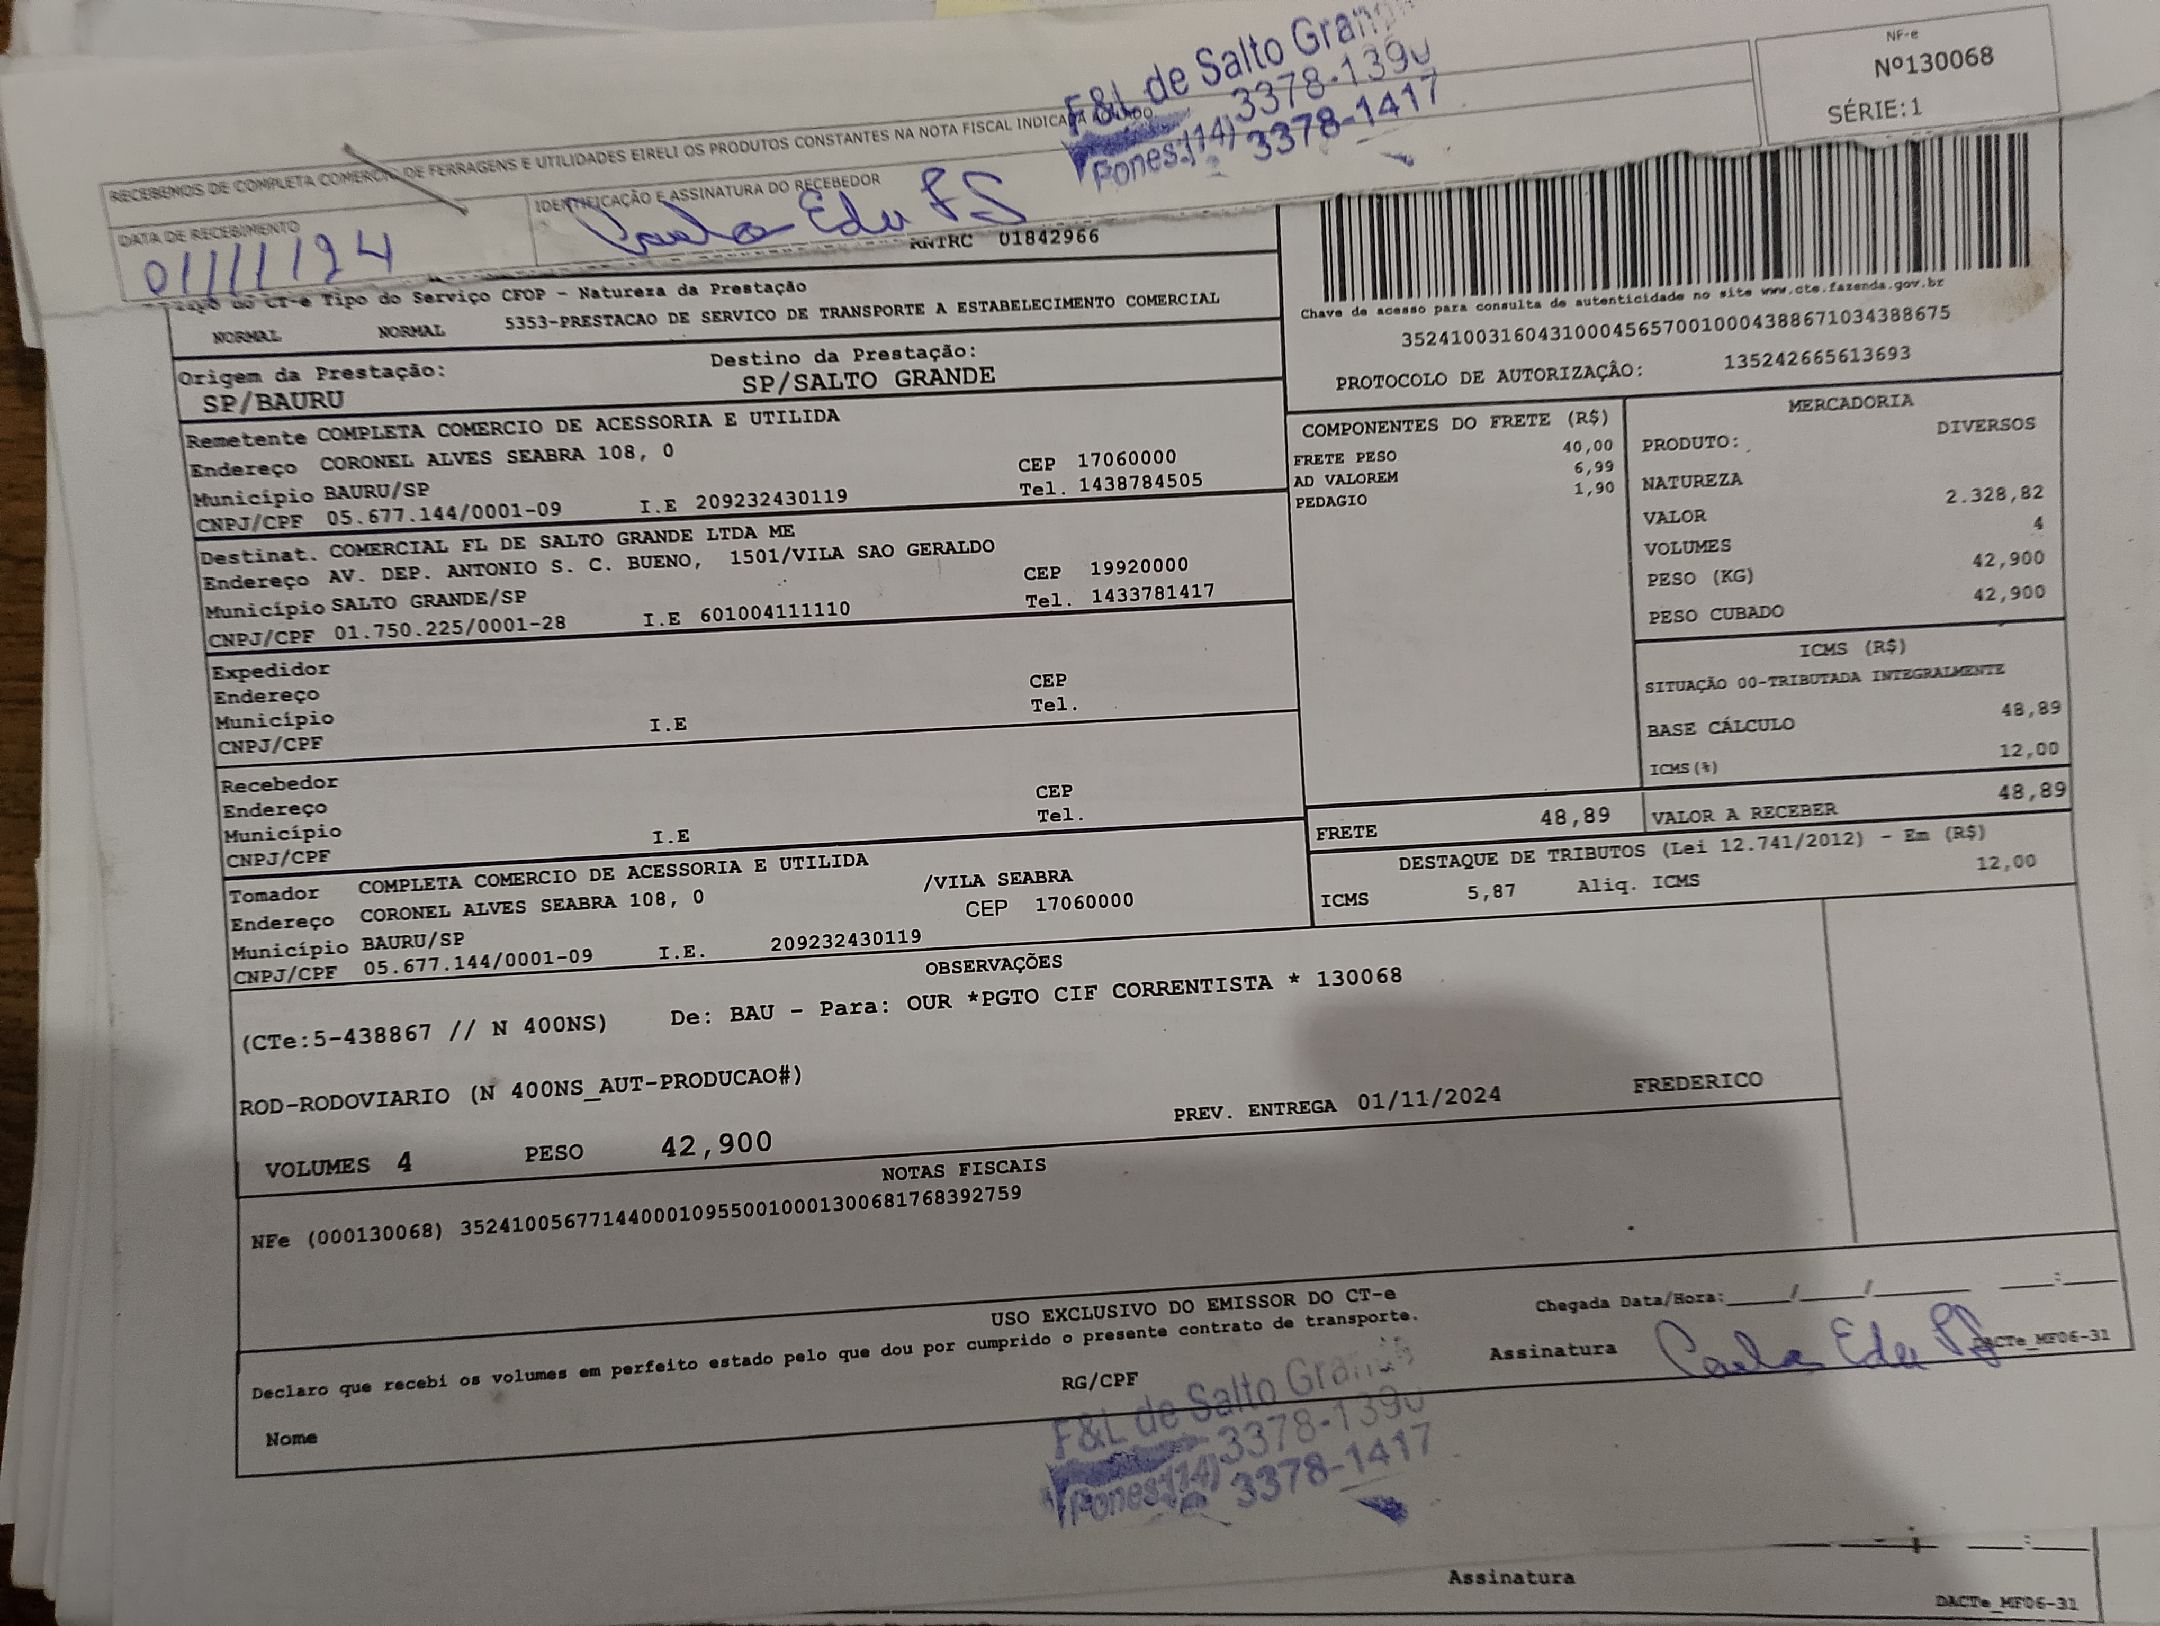 NF-e
Nº130068
SÉRIE:1
F&L de Salto Gran
Fones:(14) 3378-1390
3378-1417
RECEBEMOS DE COMPLETA COMERCIO DE FERRAGENS E UTILIDADES EIRELI OS PRODUTOS CONSTANTES NA NOTA FISCAL INDICADA AO LADO
DATA DE RECEBIMENTO
IDENTIFICAÇÃO E ASSINATURA DO RECEBEDOR
01/11/24
RNTRC 01842966
Tipo do CT-e Tipo do Serviço CFOP - Natureza da Prestação
NORMAL NORMAL 5353-PRESTACAO DE SERVICO DE TRANSPORTE A ESTABELECIMENTO COMERCIAL
Origem da Prestação: Destino da Prestação:
SP/BAURU SP/SALTO GRANDE
Remetente COMPLETA COMERCIO DE ACESSORIA E UTILIDA
Endereço CORONEL ALVES SEABRA 108, 0
Município BAURU/SP CEP 17060000
CNPJ/CPF 05.677.144/0001-09 I.E 209232430119 Tel. 1438784505
Destinat. COMERCIAL FL DE SALTO GRANDE LTDA ME
Endereço AV. DEP. ANTONIO S. C. BUENO, 1501/VILA SAO GERALDO
Município SALTO GRANDE/SP CEP 19920000
CNPJ/CPF 01.750.225/0001-28 I.E 601004111110 Tel. 1433781417
Expedidor
Endereço
Município CEP
CNPJ/CPF I.E Tel.
Recebedor
Endereço
Município CEP
CNPJ/CPF I.E Tel.
Tomador COMPLETA COMERCIO DE ACESSORIA E UTILIDA
Endereço CORONEL ALVES SEABRA 108, 0 /VILA SEABRA
Município BAURU/SP CEP 17060000
CNPJ/CPF 05.677.144/0001-09 I.E. 209232430119
Chave de acesso para consulta de autenticidade no site www.cte.fazenda.gov.br
35241003160431000456570010004388671034388675
PROTOCOLO DE AUTORIZAÇÂO: 135242665613693
COMPONENTES DO FRETE (R$)
FRETE PESO 40,00
AD VALOREM 6,99
PEDAGIO 1,90
MERCADORIA
PRODUTO: DIVERSOS
NATUREZA
VALOR 2.328,82
VOLUMES 4
PESO (KG) 42,900
PESO CUBADO 42,900
ICMS (R$)
SITUAÇÃO 00-TRIBUTADA INTEGRALMENTE
BASE CÁLCULO 48,89
ICMS(%) 12,00
FRETE 48,89 VALOR A RECEBER 48,89
DESTAQUE DE TRIBUTOS (Lei 12.741/2012) - Em (R$)
ICMS 5,87 Aliq. ICMS 12,00
OBSERVAÇÕES
(CTe:5-438867 // N 400NS) De: BAU - Para: OUR *PGTO CIF CORRENTISTA * 130068
ROD-RODOVIARIO (N 400NS_AUT-PRODUCAO#)
PREV. ENTREGA 01/11/2024 FREDERICO
VOLUMES 4 PESO 42,900
NOTAS FISCAIS
NFe (000130068) 35241005677144000109550010001300681768392759
USO EXCLUSIVO DO EMISSOR DO CT-e
Declaro que recebi os volumes em perfeito estado pelo que dou por cumprido o presente contrato de transporte.
Chegada Data/Hora:_____/_____/_______ ____:____
Nome RG/CPF Assinatura
DACTe_MF06-31
F&L de Salto Grande
Fones:(14) 3378-1390
3378-1417
Assinatura
DACTe_MF06-31